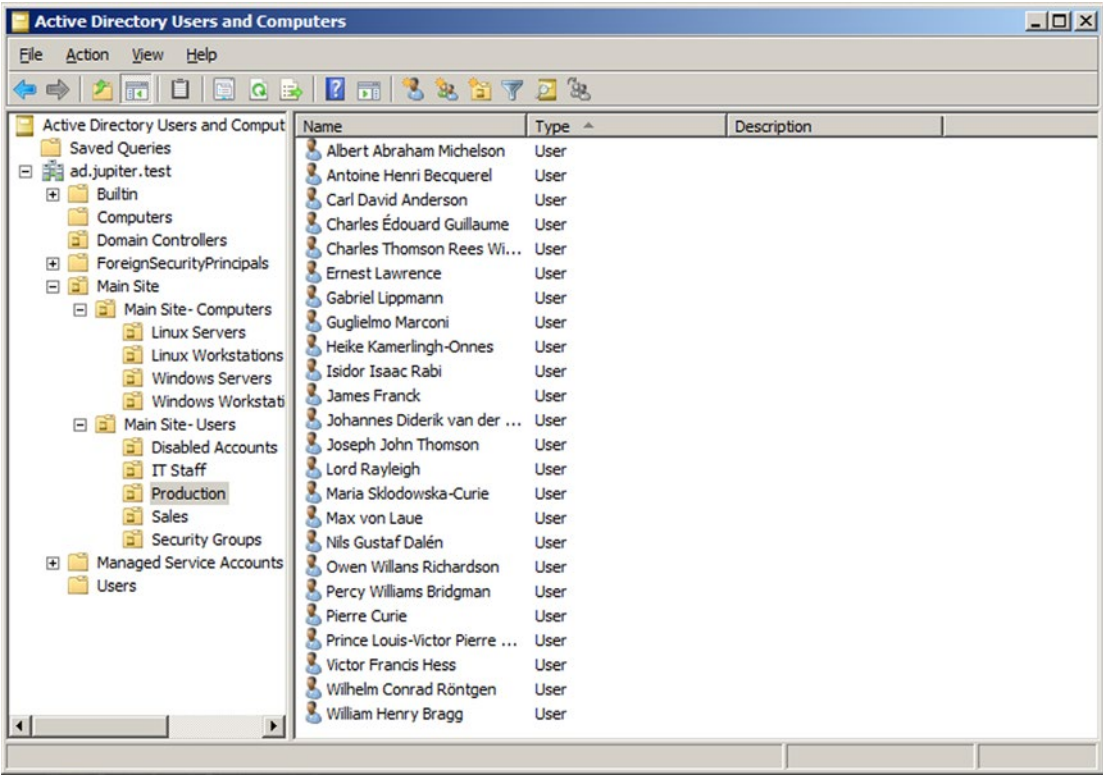 Active Directory Users and Computers
File Action View Help
Active Directory Users and Comput
Saved Queries
ad.jupiter.test
Builtin
Computers
Domain Controllers
ForeignSecurityPrincipals
Main Site
Main Site- Computers
Linux Servers
Linux Workstations
Windows Servers
Windows Workstati
Main Site- Users
Disabled Accounts
IT Staff
Production
Sales
Security Groups
Managed Service Accounts
Users
Name Type Description
Albert Abraham Michelson User
Antoine Henri Becquerel User
Carl David Anderson User
Charles Édouard Guillaume User
Charles Thomson Rees Wi... User
Ernest Lawrence User
Gabriel Lippmann User
Guglielmo Marconi User
Heike Kamerlingh-Onnes User
Isidor Isaac Rabi User
James Franck User
Johannes Diderik van der ... User
Joseph John Thomson User
Lord Rayleigh User
Maria Sklodowska-Curie User
Max von Laue User
Nils Gustaf Dalén User
Owen Willans Richardson User
Percy Williams Bridgman User
Pierre Curie User
Prince Louis-Victor Pierre ... User
Victor Francis Hess User
Wilhelm Conrad Röntgen User
William Henry Bragg User